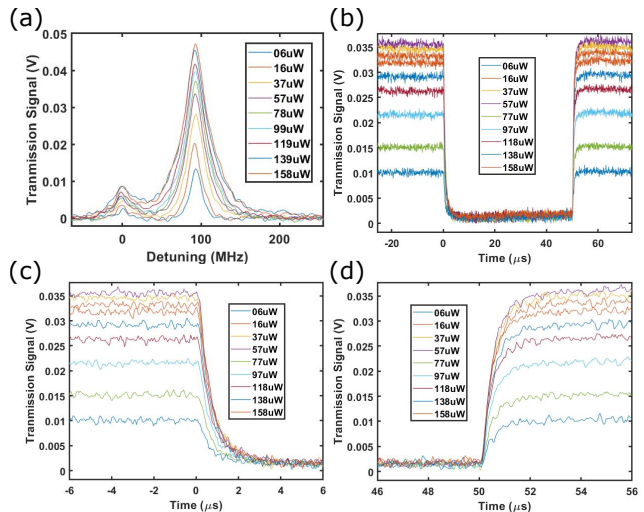 (a)
0.05
0.04
0.03
0.02
0.01
0
Tranmission Signal (V)
0
100
200
Detuning (MHz)
06uW
16uW
37uW
57uW
78uW
99uW
119uW
139uW
158uW
(b)
0.035
0.03
0.025
0.02
0.015
0.01
0.005
0
Tranmission Signal (V)
-20
0
20
40
60
Time (μs)
06uW
16uW
37uW
57uW
77uW
97uW
118uW
138uW
158uW
(c)
0.035
0.03
0.025
0.02
0.015
0.01
0.005
0
Tranmission Signal (V)
-6
-4
-2
0
2
4
6
Time (μs)
06uW
16uW
37uW
57uW
77uW
97uW
118uW
138uW
158uW
(d)
0.035
0.03
0.025
0.02
0.015
0.01
0.005
0
Tranmission Signal (V)
46
48
50
52
54
56
Time (μs)
06uW
16uW
37uW
57uW
77uW
97uW
118uW
138uW
158uW